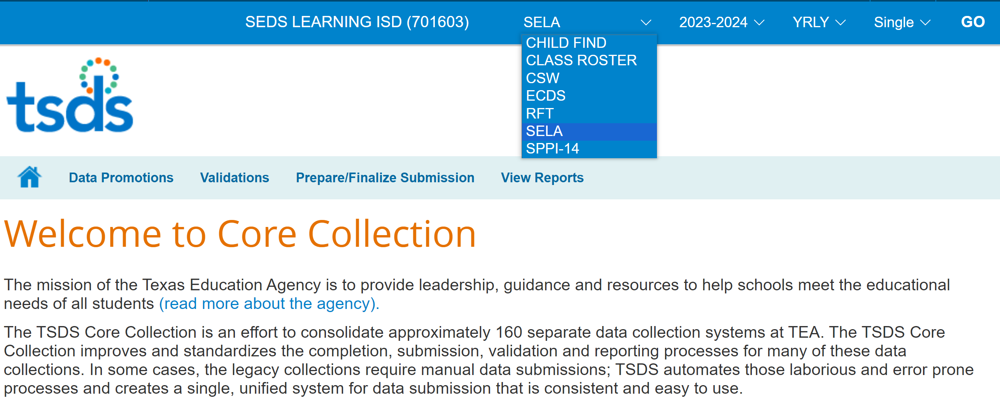 SEDS LEARNING ISD (701603) SELA 2023-2024 YRLY Single GO
CHILD FIND
CLASS ROSTER
CSW
ECDS
RFT
SELA
SPPI-14
tsds
Data Promotions Validations Prepare/Finalize Submission View Reports
Welcome to Core Collection
The mission of the Texas Education Agency is to provide leadership, guidance and resources to help schools meet the educational
needs of all students (read more about the agency).
The TSDS Core Collection is an effort to consolidate approximately 160 separate data collection systems at TEA. The TSDS Core
Collection improves and standardizes the completion, submission, validation and reporting processes for many of these data
collections. In some cases, the legacy collections require manual data submissions; TSDS automates those laborious and error prone
processes and creates a single, unified system for data submission that is consistent and easy to use.